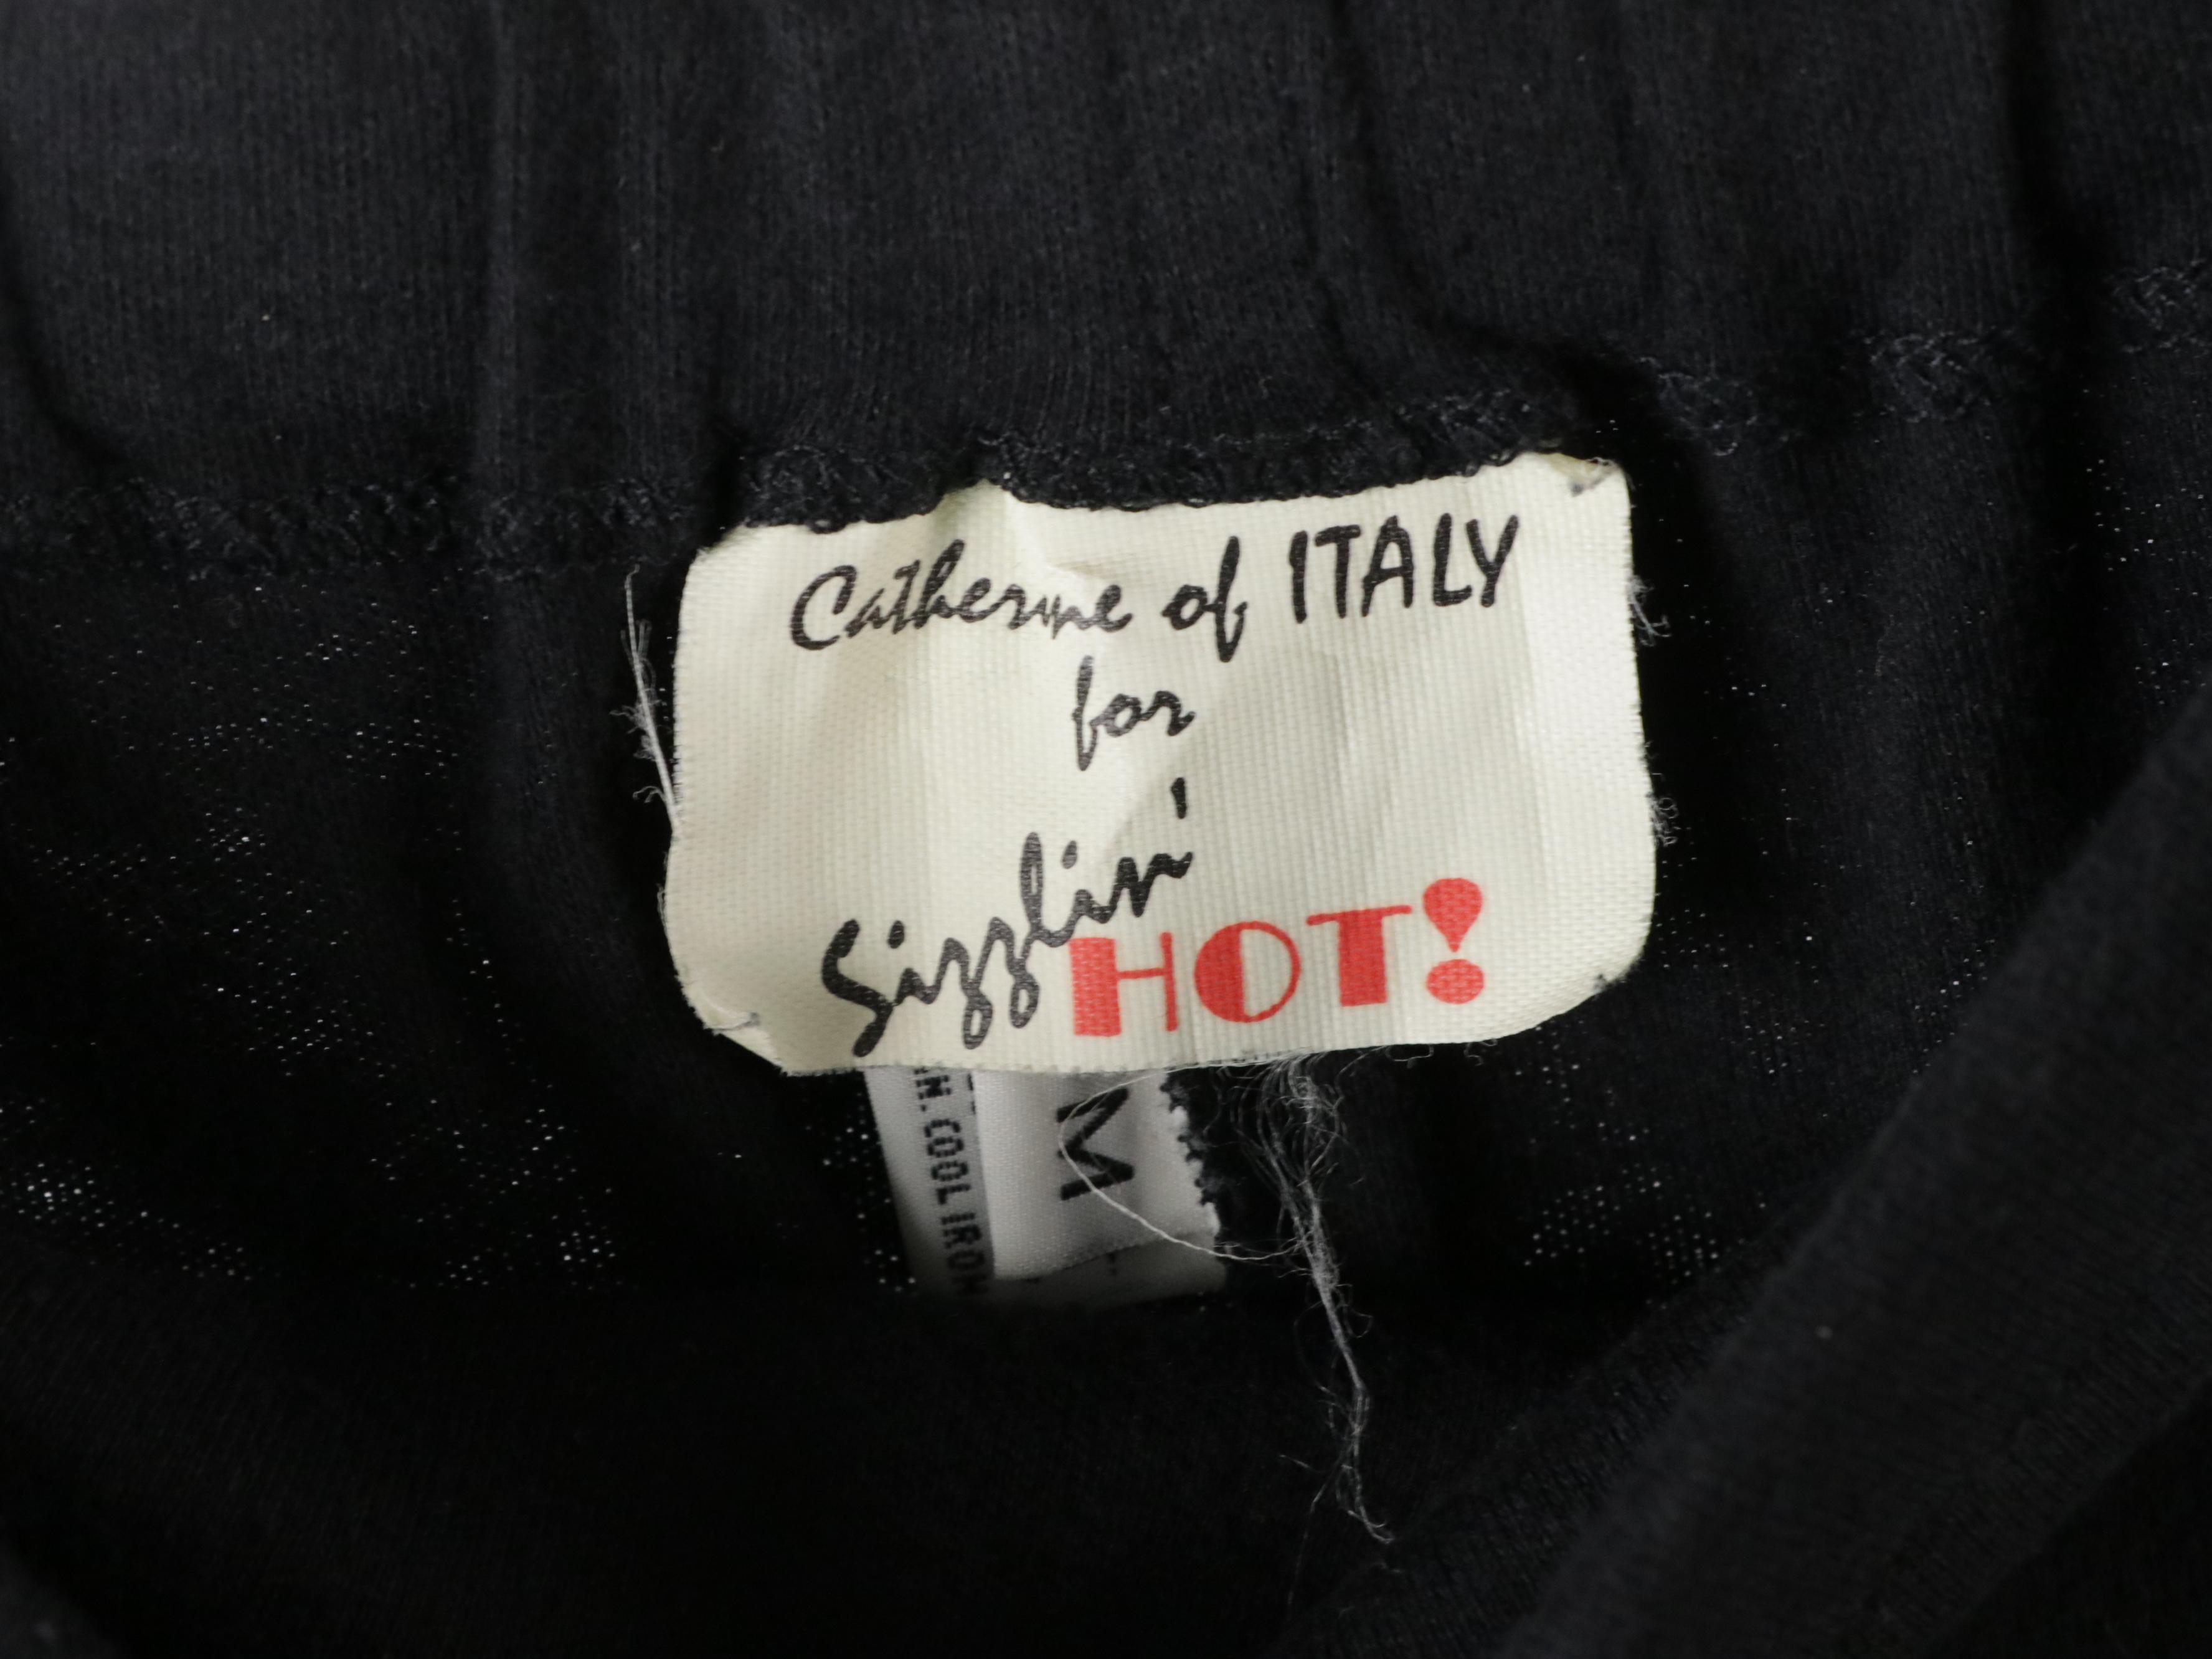 Catherine of ITALY
for
Sizzlin'
HOT!
M
COOL IRON